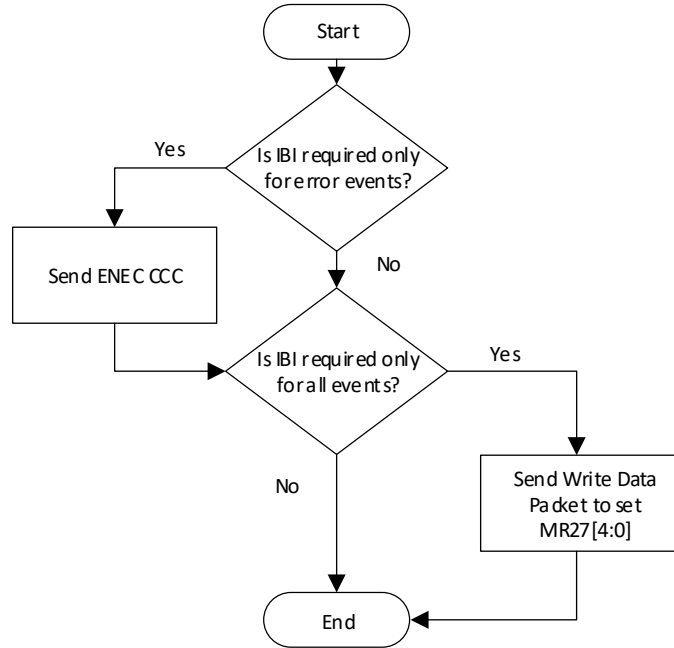 Start
Is IBI required only
for error events?
Yes
No
Send ENEC CCC
Is IBI required only
for all events?
Yes
No
Send Write Data
Packet to set
MR27[4:0]
End